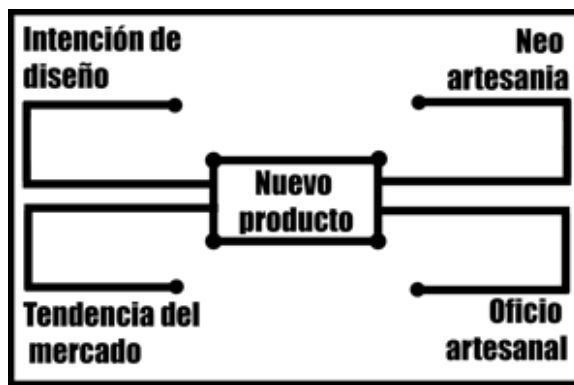 Intención de
diseño
Neo
artesania
Nuevo
producto
Tendencia del
mercado
Oficio
artesanal